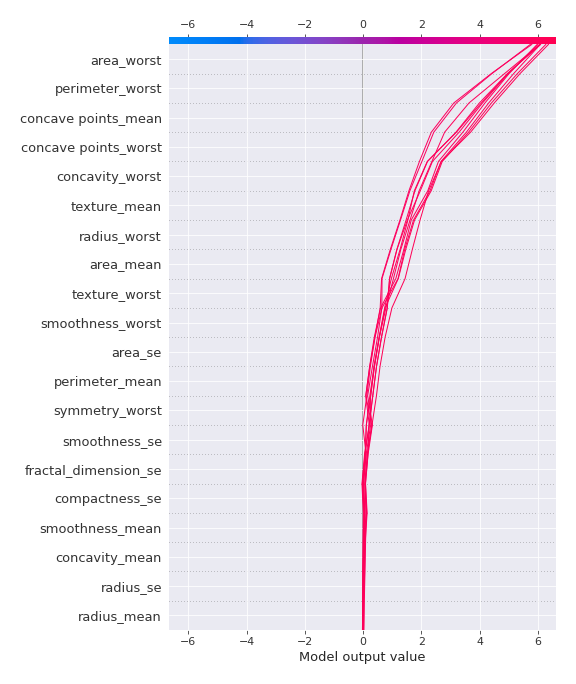 −6 −4 −2 0 2 4 6
area_worst
perimeter_worst
concave points_mean
concave points_worst
concavity_worst
texture_mean
radius_worst
area_mean
texture_worst
smoothness_worst
area_se
perimeter_mean
symmetry_worst
smoothness_se
fractal_dimension_se
compactness_se
smoothness_mean
concavity_mean
radius_se
radius_mean
−6 −4 −2 0 2 4 6
Model output value